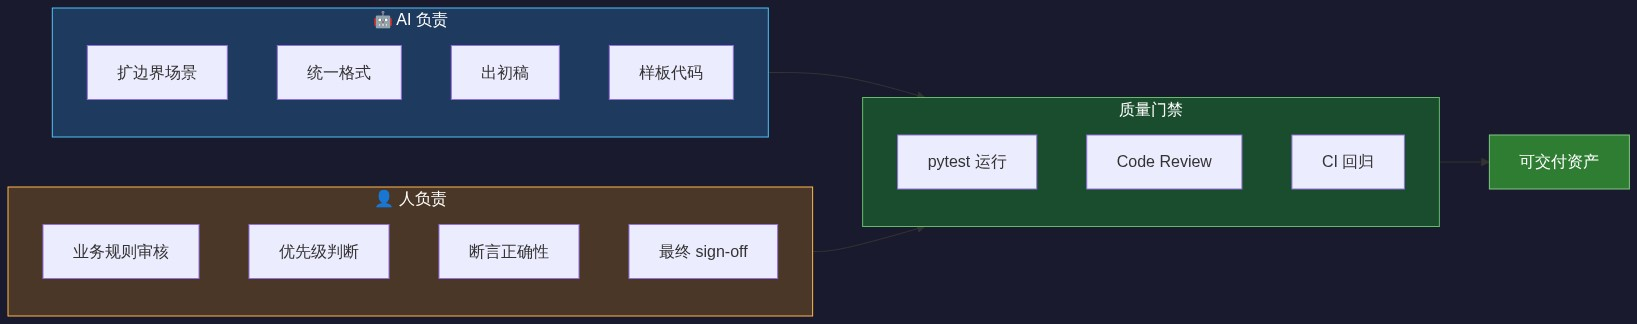 🤖 AI 负责
扩边界场景
统一格式
出初稿
样板代码
👤 人负责
业务规则审核
优先级判断
断言正确性
最终 sign-off
质量门禁
pytest 运行
Code Review
CI 回归
可交付资产